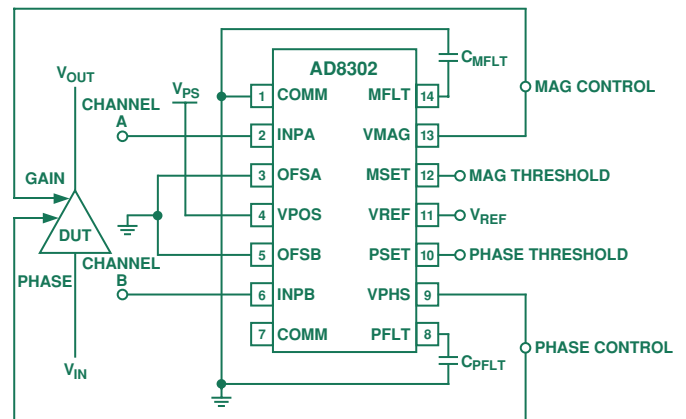 AD8302
1 COMM
2 INPA
3 OFSA
4 VPOS
5 OFSB
6 INPB
7 COMM
MFLT 14
VMAG 13
MSET 12
VREF 11
PSET 10
VPHS 9
PFLT 8
VOUT
CHANNEL
A
VPS
GAIN
DUT
PHASE
CHANNEL
B
VIN
CMFLT
MAG CONTROL
MAG THRESHOLD
VREF
PHASE THRESHOLD
PHASE CONTROL
CPFLT